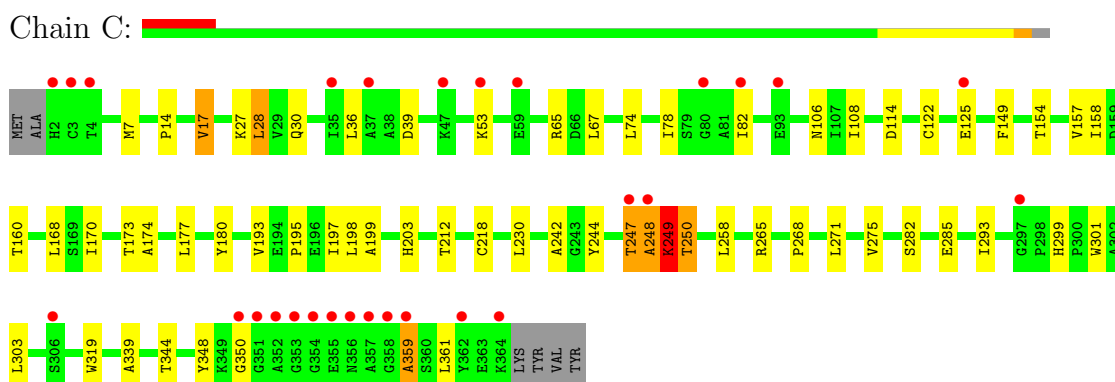 Chain C:
MET ALA H2 C3 T4 M7 P14 V17 K27 L28 V29 Q30 I35 L36 A37 A38 D39 K47 K53 E59 R65 D66 L67 L74 I78 S79 G80 A81 I82 E93 N106 I107 I108 D114 C122 E125 F149 T154 V157 I158 D159
T160 L168 S169 I170 T173 A174 L177 Y180 V193 E194 P195 E196 I197 L198 A199 H203 T212 C218 L230 A242 G243 Y244 T247 A248 K249 T250 L258 R265 P268 L271 V275 S282 E285 I293 G297 P298 H299 P300 W301 A302
L303 S306 W319 A339 T344 Y348 K349 G350 G351 A352 G353 G354 E355 N356 A357 G358 A359 S360 L361 Y362 E363 K364 LYS TYR VAL TYR